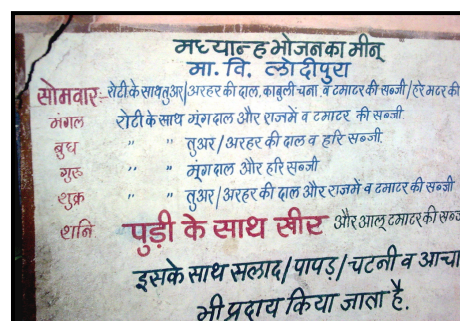 मध्यान्ह भोजन का मीनू
मा. वि. लोदीपुरा
सोमवार:- रोटी के साथ तुअर/अरहर की दाल, काबुली चना व टमाटर की सब्जी/हरे मटर की
मंगल रोटी के साथ मूंगदाल और राजमें व टमाटर की सब्जी
बुध " " तुअर/अरहर की दाल व हरि सब्जी.
गुरु " " मूंगदाल और हरि सब्जी
शुक्र " " तुअर/अरहर की दाल और राजमें व टमाटर की सब्जी
शनि पुड़ी के साथ खीर और आलू टमाटर की सब्ज
इसके साथ सलाद/पापड़/चटनी व आचा
भी प्रदाय किया जाता है.